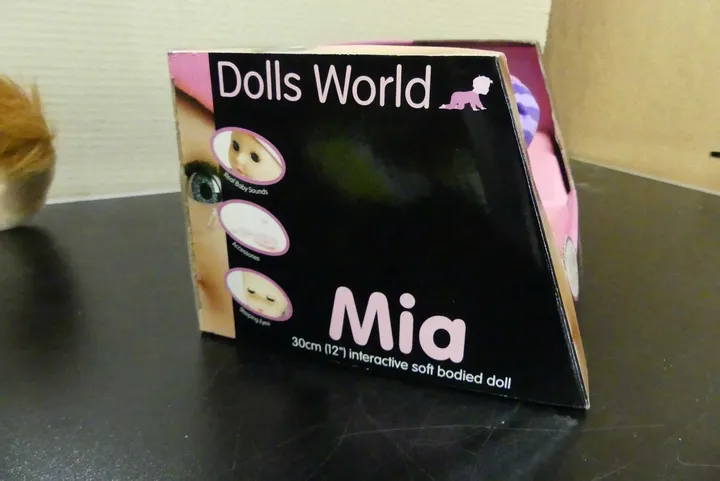 Dolls World
Real Baby Sounds
Accessories
Sleeping Eyes
Mia
30cm (12") interactive soft bodied doll